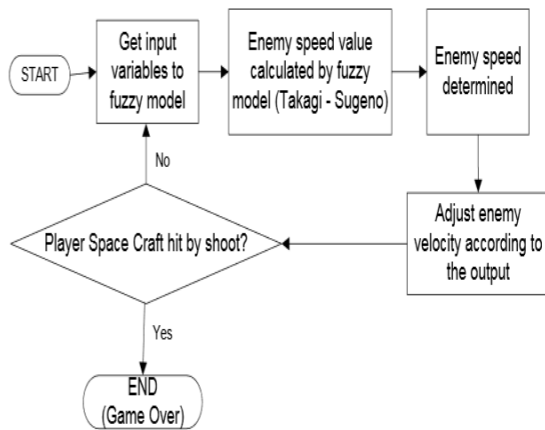 START
Get input
variables to
fuzzy model
Enemy speed value
calculated by fuzzy
model (Takagi - Sugeno)
Enemy speed
determined
Adjust enemy
velocity according to
the output
Player Space Craft hit by shoot?
No
Yes
END
(Game Over)